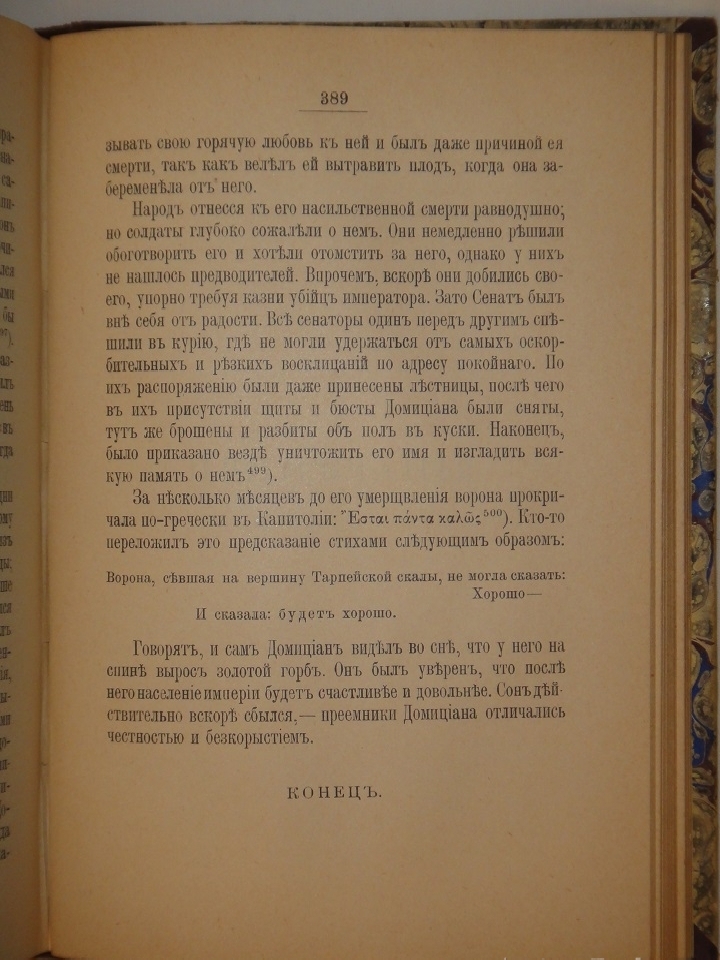 389
зывать свою горячую любовь къ ней и былъ даже причиной ея
смерти, такъ какъ велѣлъ ей вытравить плодъ, когда она за-
беременѣла отъ него.
Народъ отнесся къ его насильственной смерти равнодушно;
но солдаты глубоко сожалѣли о немъ. Они немедленно рѣшили
обоготворить его и хотѣли отомстить за него, однако у нихъ
не нашлось предводителей. Впрочемъ, вскорѣ они добились сво-
его, упорно требуя казни убійцъ императора. Зато Сенатъ былъ
внѣ себя отъ радости. Всѣ сенаторы одинъ передъ другимъ спѣ-
шили въ курію, гдѣ не могли удержаться отъ самыхъ оскор-
бительныхъ и рѣзкихъ восклицаній по адресу покойнаго. По
ихъ распоряженію были даже принесены лѣстницы, послѣ чего
въ ихъ присутствіи щиты и бюсты Домиціана были сняты,
тутъ же брошены и разбиты объ полъ въ куски. Наконецъ,
было приказано вездѣ уничтожить его имя и изгладить вся-
кую память о немъ⁴⁹⁹).
За нѣсколько мѣсяцевъ до его умерщвленія ворона прокри-
чала по-гречески въ Капитоліи: Ἔσται πάντα καλῶς⁵⁰⁰). Кто-то
переложилъ это предсказаніе стихами слѣдующимъ образомъ:
Ворона, сѣвшая на вершину Тарпейской скалы, не могла сказать:
Хорошо—
И сказала: будетъ хорошо.
Говорятъ, и самъ Домиціанъ видѣлъ во снѣ, что у него на
спинѣ выросъ золотой горбъ. Онъ былъ увѣренъ, что послѣ
него населеніе имперіи будетъ счастливѣе и довольнѣе. Сонъ дѣй-
ствительно вскорѣ сбылся,— преемники Домиціана отличались
честностью и безкорыстіемъ.
КОНЕЦЪ.